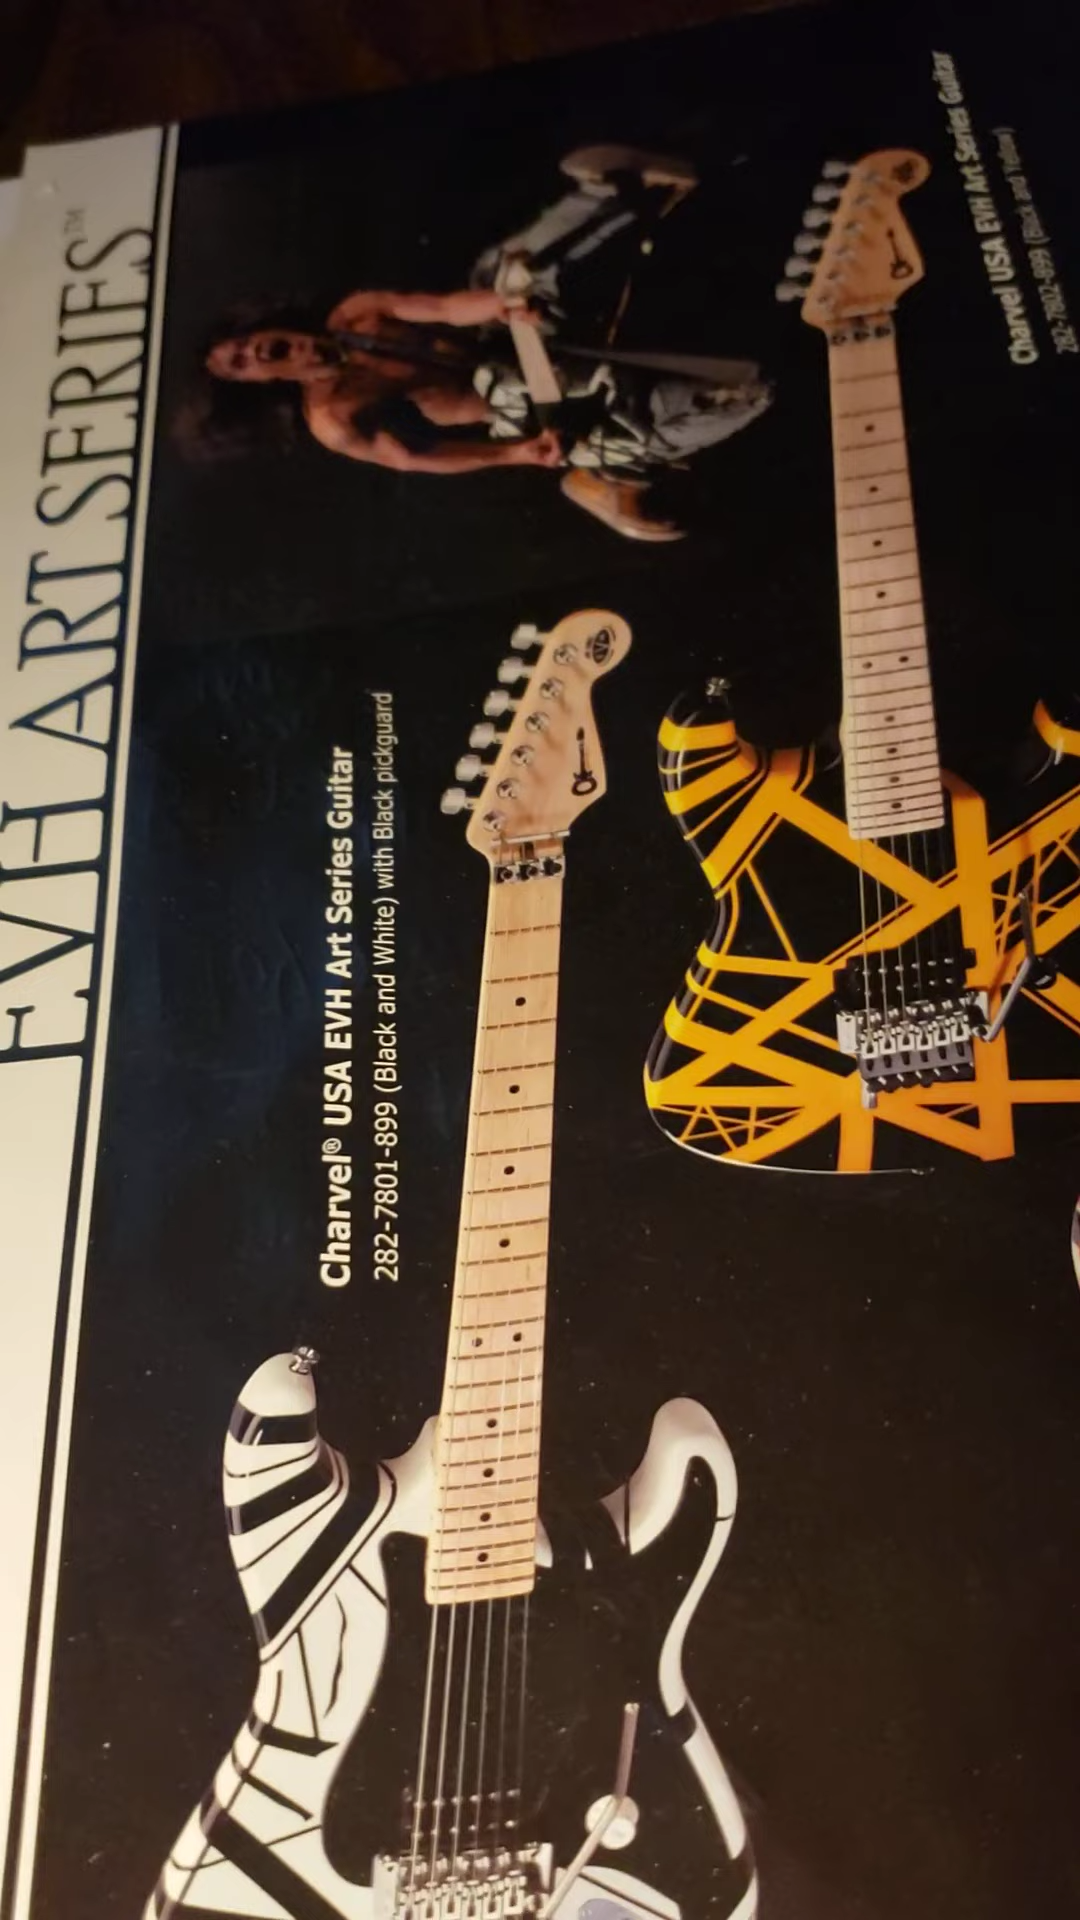 EVH ART SERIES™
Charvel® USA EVH Art Series Guitar
282-7801-899 (Black and White) with Black pickguard
Charvel USA EVH Art Series Guitar
282-7802-899 (Black and Yellow)